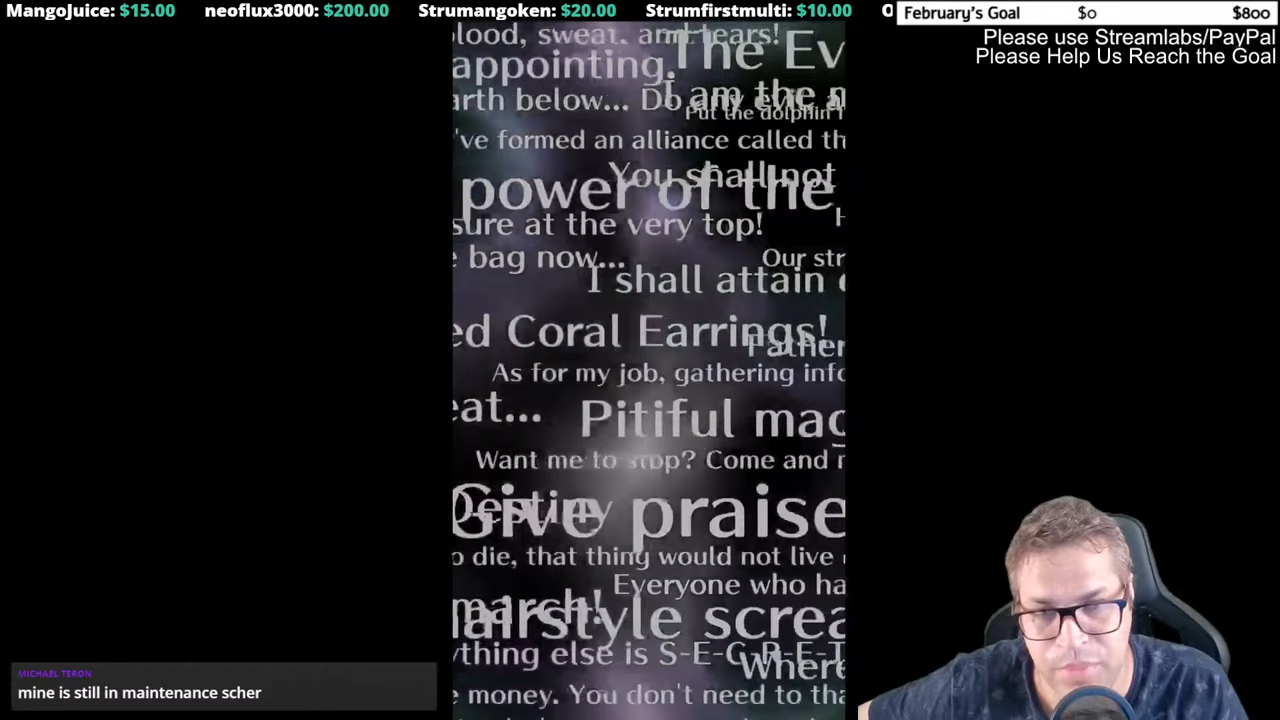 MangoJuice: $15.00 neoflux3000: $200.00 Strumangoken: $20.00 Strumfirstmulti: $10.00
February's Goal $0 $800
Please use Streamlabs/PayPal
Please Help Us Reach the Goal
lood, sweat, and tears!
The Ev
appointing.
I am the m
arth below... Do any evil a
Put the dolphin
've formed an alliance called th
You shall not
power of the
sure at the very top!
bag now...
Our str
I shall attain
ed Coral Earrings!
Father
As for my job, gathering info
eat...
Pitiful mag
Want me to stop? Come and
Give praise
Destiny
o die, that thing would not live
Everyone who ha
march!
airstyle screa
ything else is S-E-C-R-E-T
Where
e money. You don't need to tha
MICHAEL TERON
mine is still in maintenance scher